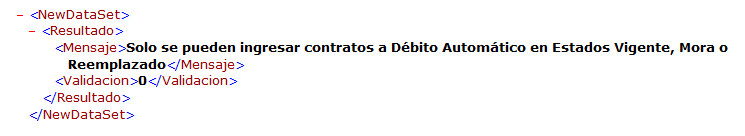 - <NewDataSet>
- <Resultado>
<Mensaje>Solo se pueden ingresar contratos a Débito Automático en Estados Vigente, Mora o
Reemplazado</Mensaje>
<Validacion>0</Validacion>
</Resultado>
</NewDataSet>